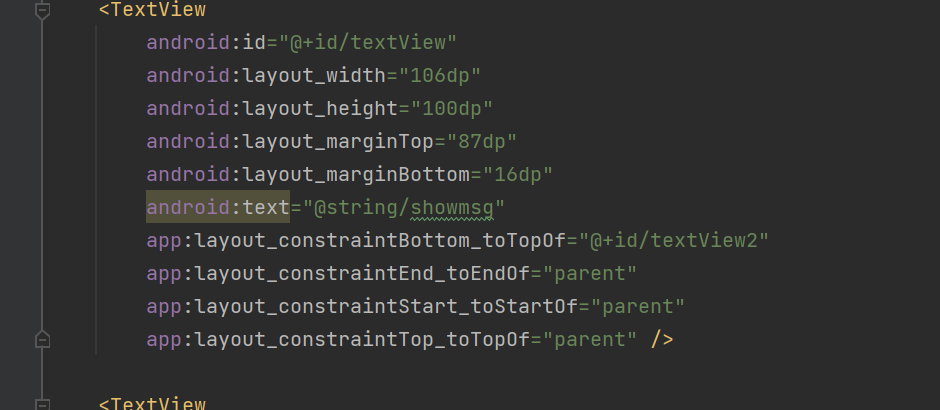 <TextView
android:id="@+id/textView"
android:layout_width="106dp"
android:layout_height="100dp"
android:layout_marginTop="87dp"
android:layout_marginBottom="16dp"
android:text="@string/showmsg"
app:layout_constraintBottom_toTopOf="@+id/textView2"
app:layout_constraintEnd_toEndOf="parent"
app:layout_constraintStart_toStartOf="parent"
app:layout_constraintTop_toTopOf="parent" />
<TextView